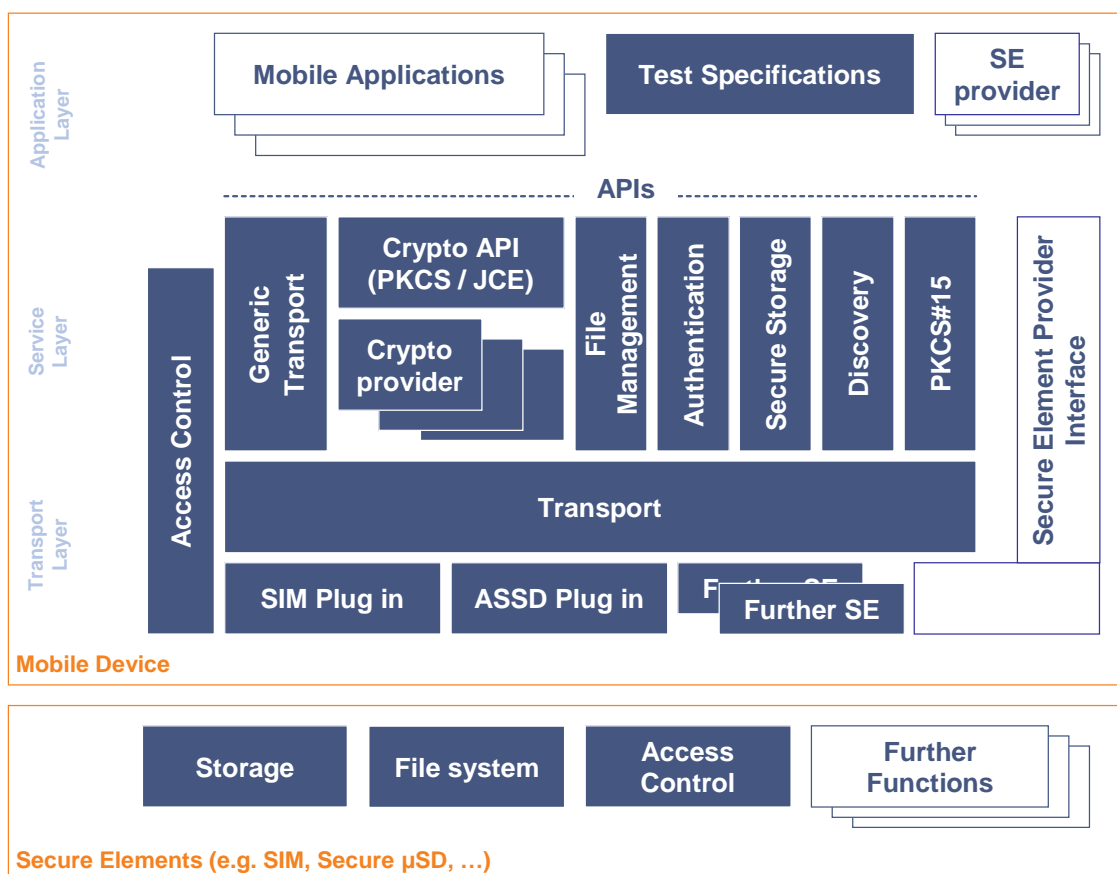 Application
Layer
Mobile Applications
Test Specifications
SE
provider
APIs
Service
Layer
Access Control
Generic
Transport
Crypto API
(PKCS / JCE)
Crypto
provider
File
Management
Authentication
Secure Storage
Discovery
PKCS#15
Secure Element Provider
Interface
Transport
Layer
Transport
SIM Plug in
ASSD Plug in
Further SE
Further SE
Mobile Device
Storage
File system
Access
Control
Further
Functions
Secure Elements (e.g. SIM, Secure µSD, …)